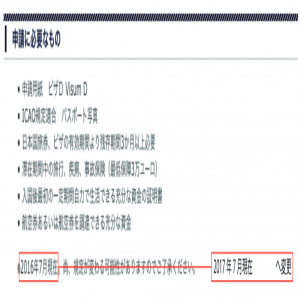 申請に必要なもの
• 申請用紙 ビザD Visum D
• ICAO規定適合 パスポート写真
• 日本国旅券、ビザの有効期間より残存期間3か月以上必要
• 滞在期間中の旅行、疾病、事故保険（最低保障3万ユーロ）
• 入国後最初の一定期間自力で生活できる充分な資金の証明書
• 航空券あるいは航空券を調達できる充分な資金
※2016年7月現在。尚、規定が変わる可能性がありますのでご了承ください。 2017年7月現在 へ変更